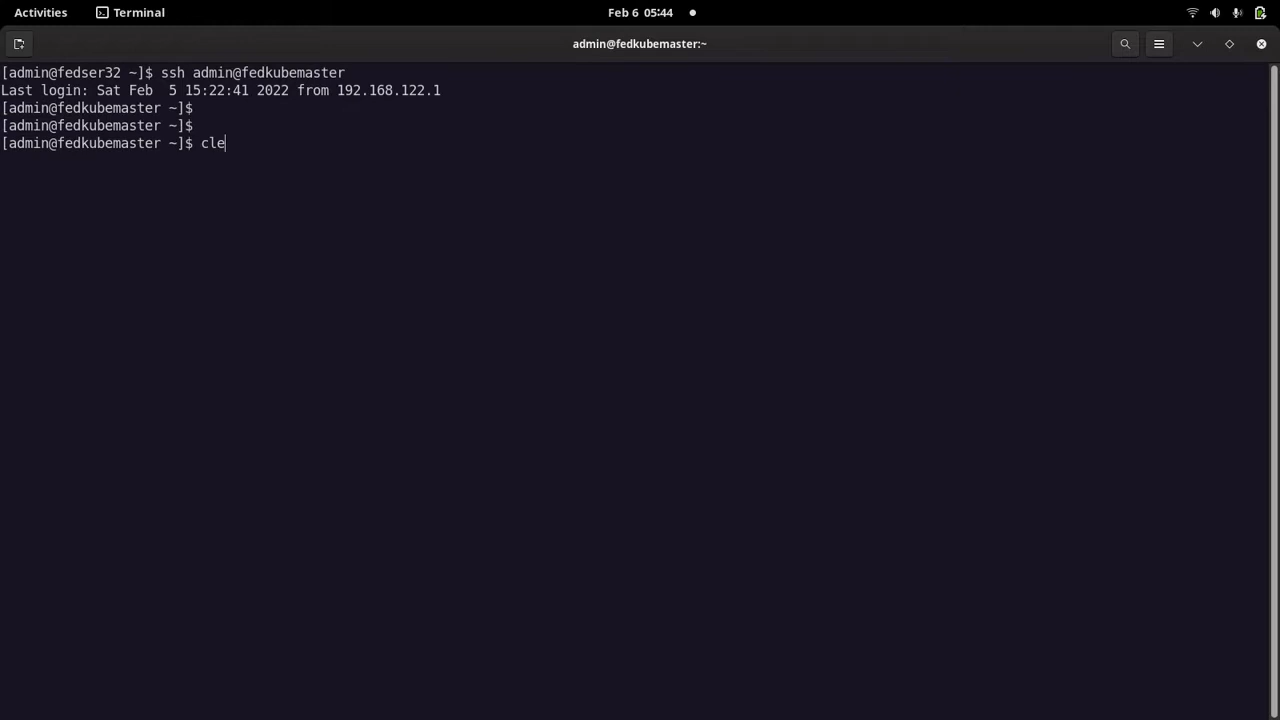 Activities Terminal Feb 6 05:44
admin@fedkubemaster:~
[admin@fedser32 ~]$ ssh admin@fedkubemaster
Last login: Sat Feb  5 15:22:41 2022 from 192.168.122.1
[admin@fedkubemaster ~]$
[admin@fedkubemaster ~]$
[admin@fedkubemaster ~]$ cle